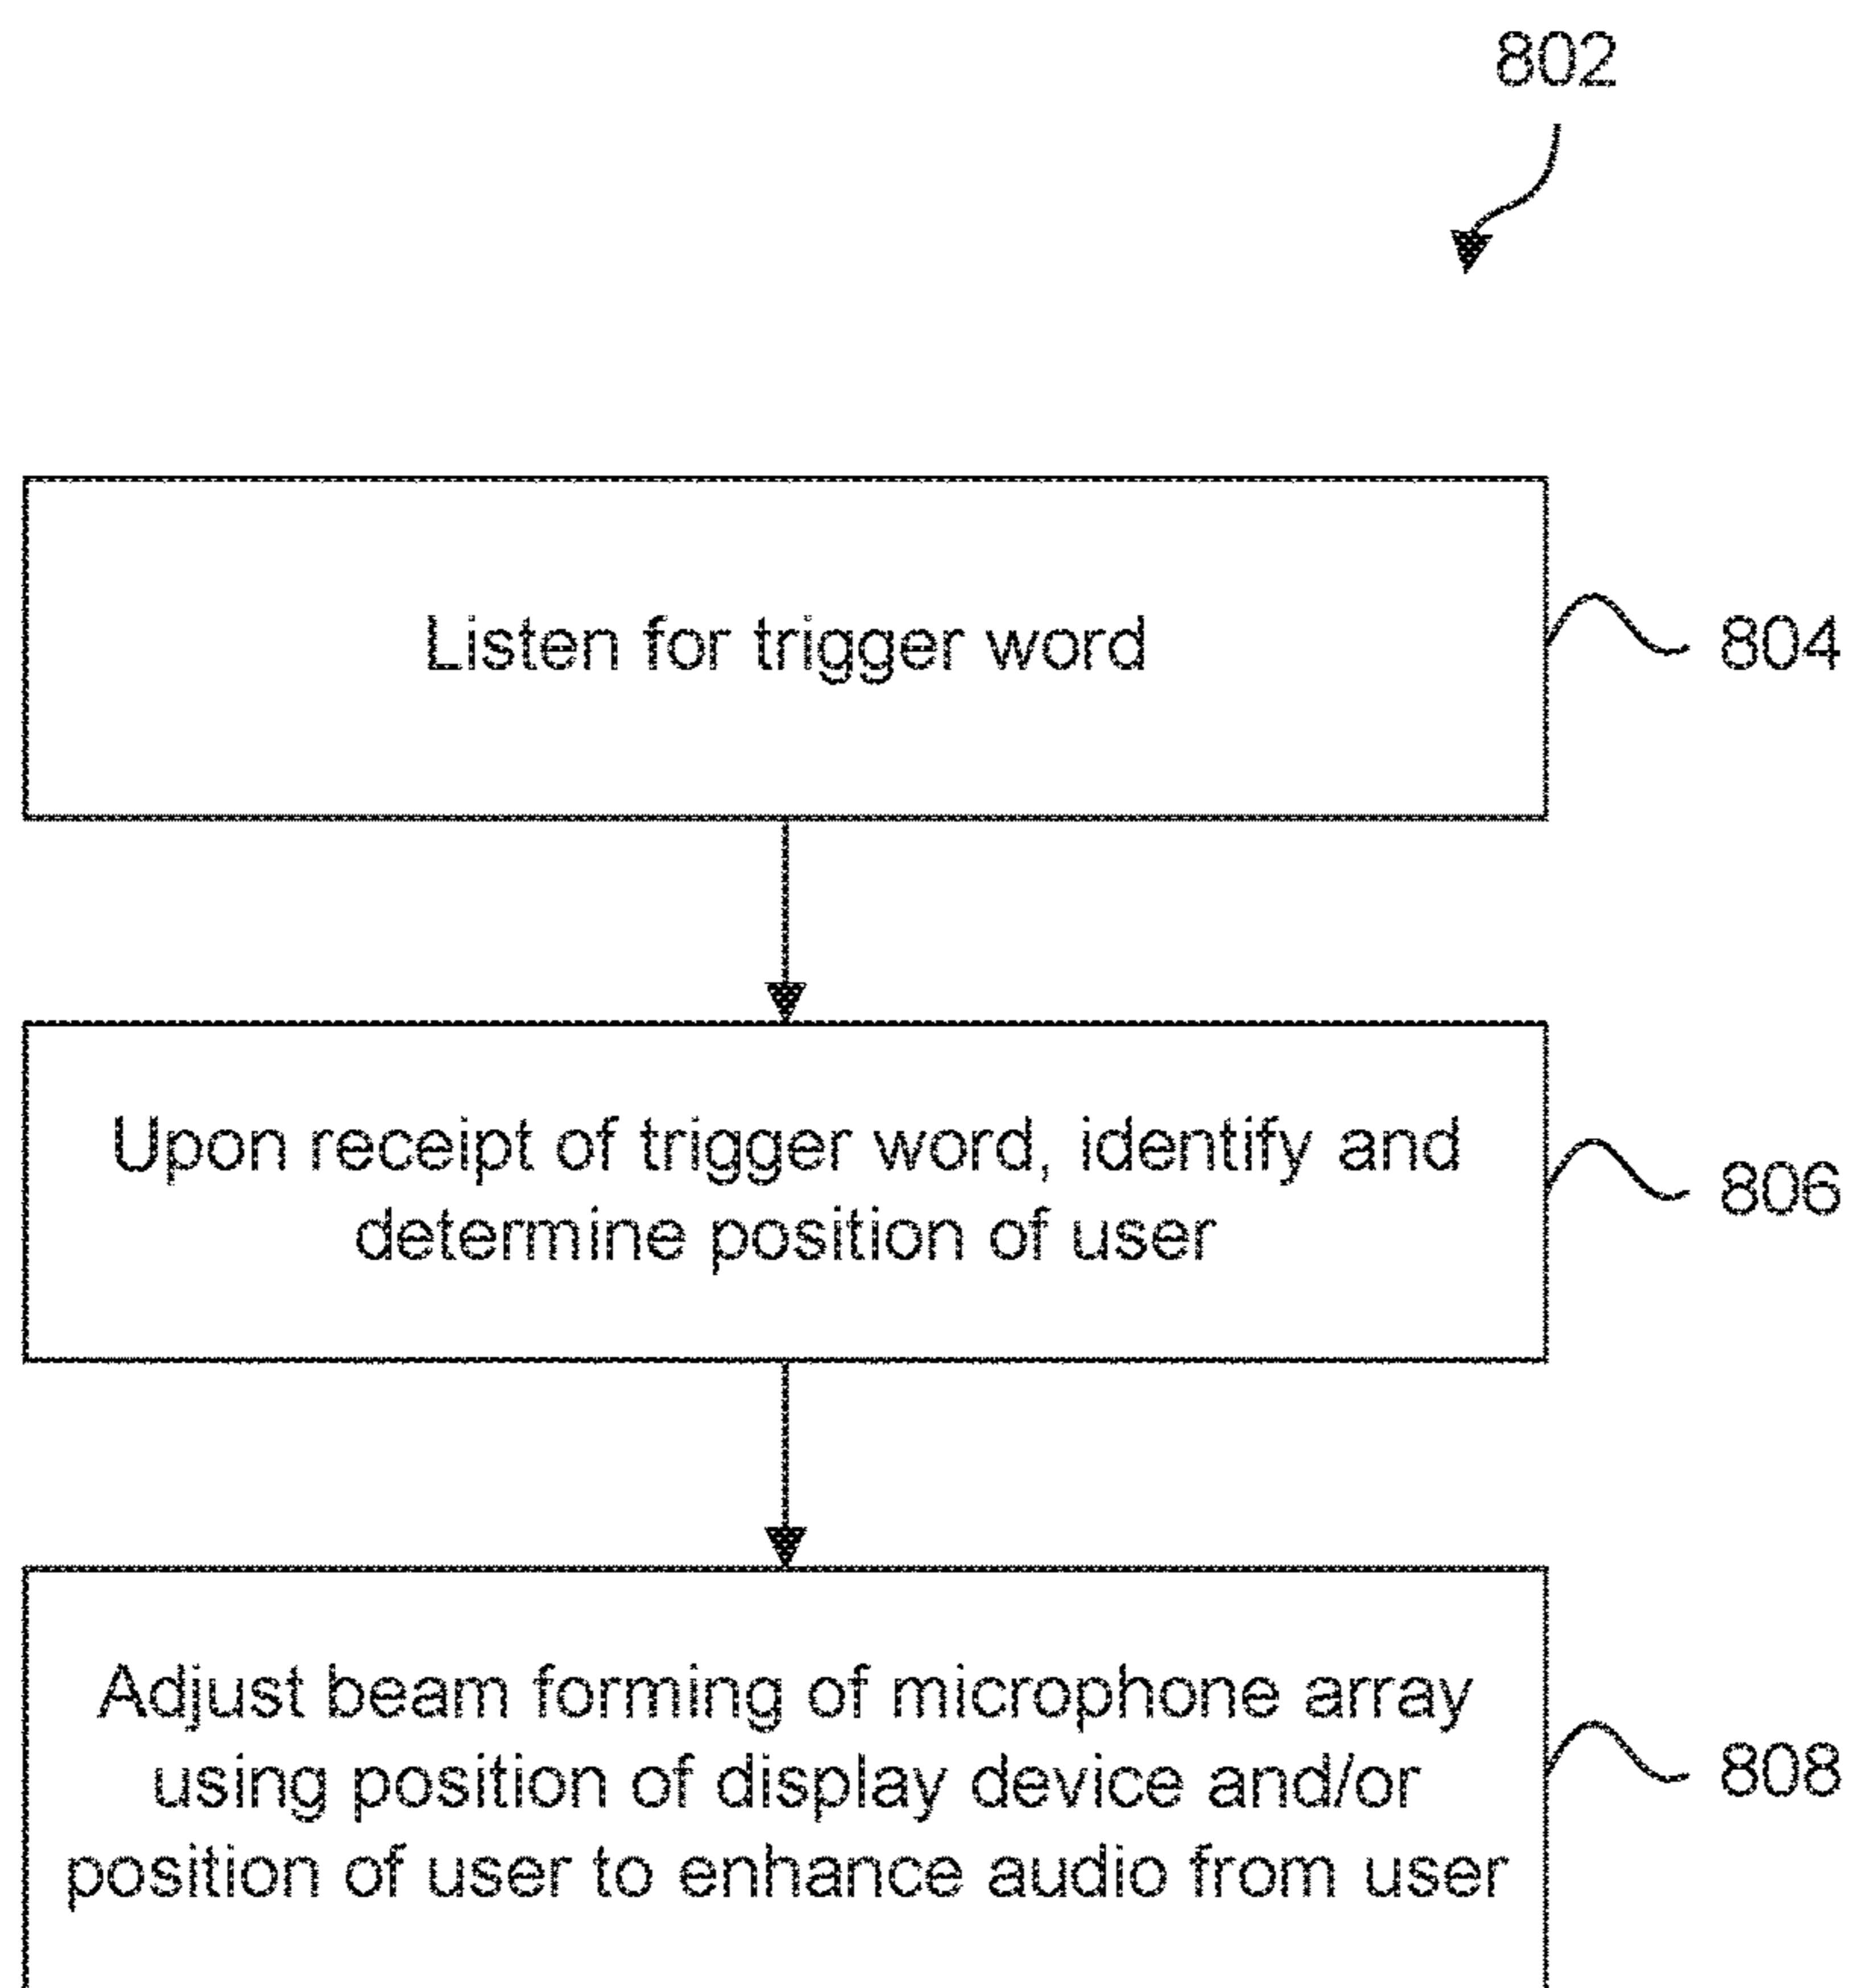 802
Listen for trigger word
804
Upon receipt of trigger word, identify and
determine position of user
806
Adjust beam forming of microphone array
using position of display device and/or
position of user to enhance audio from user
808